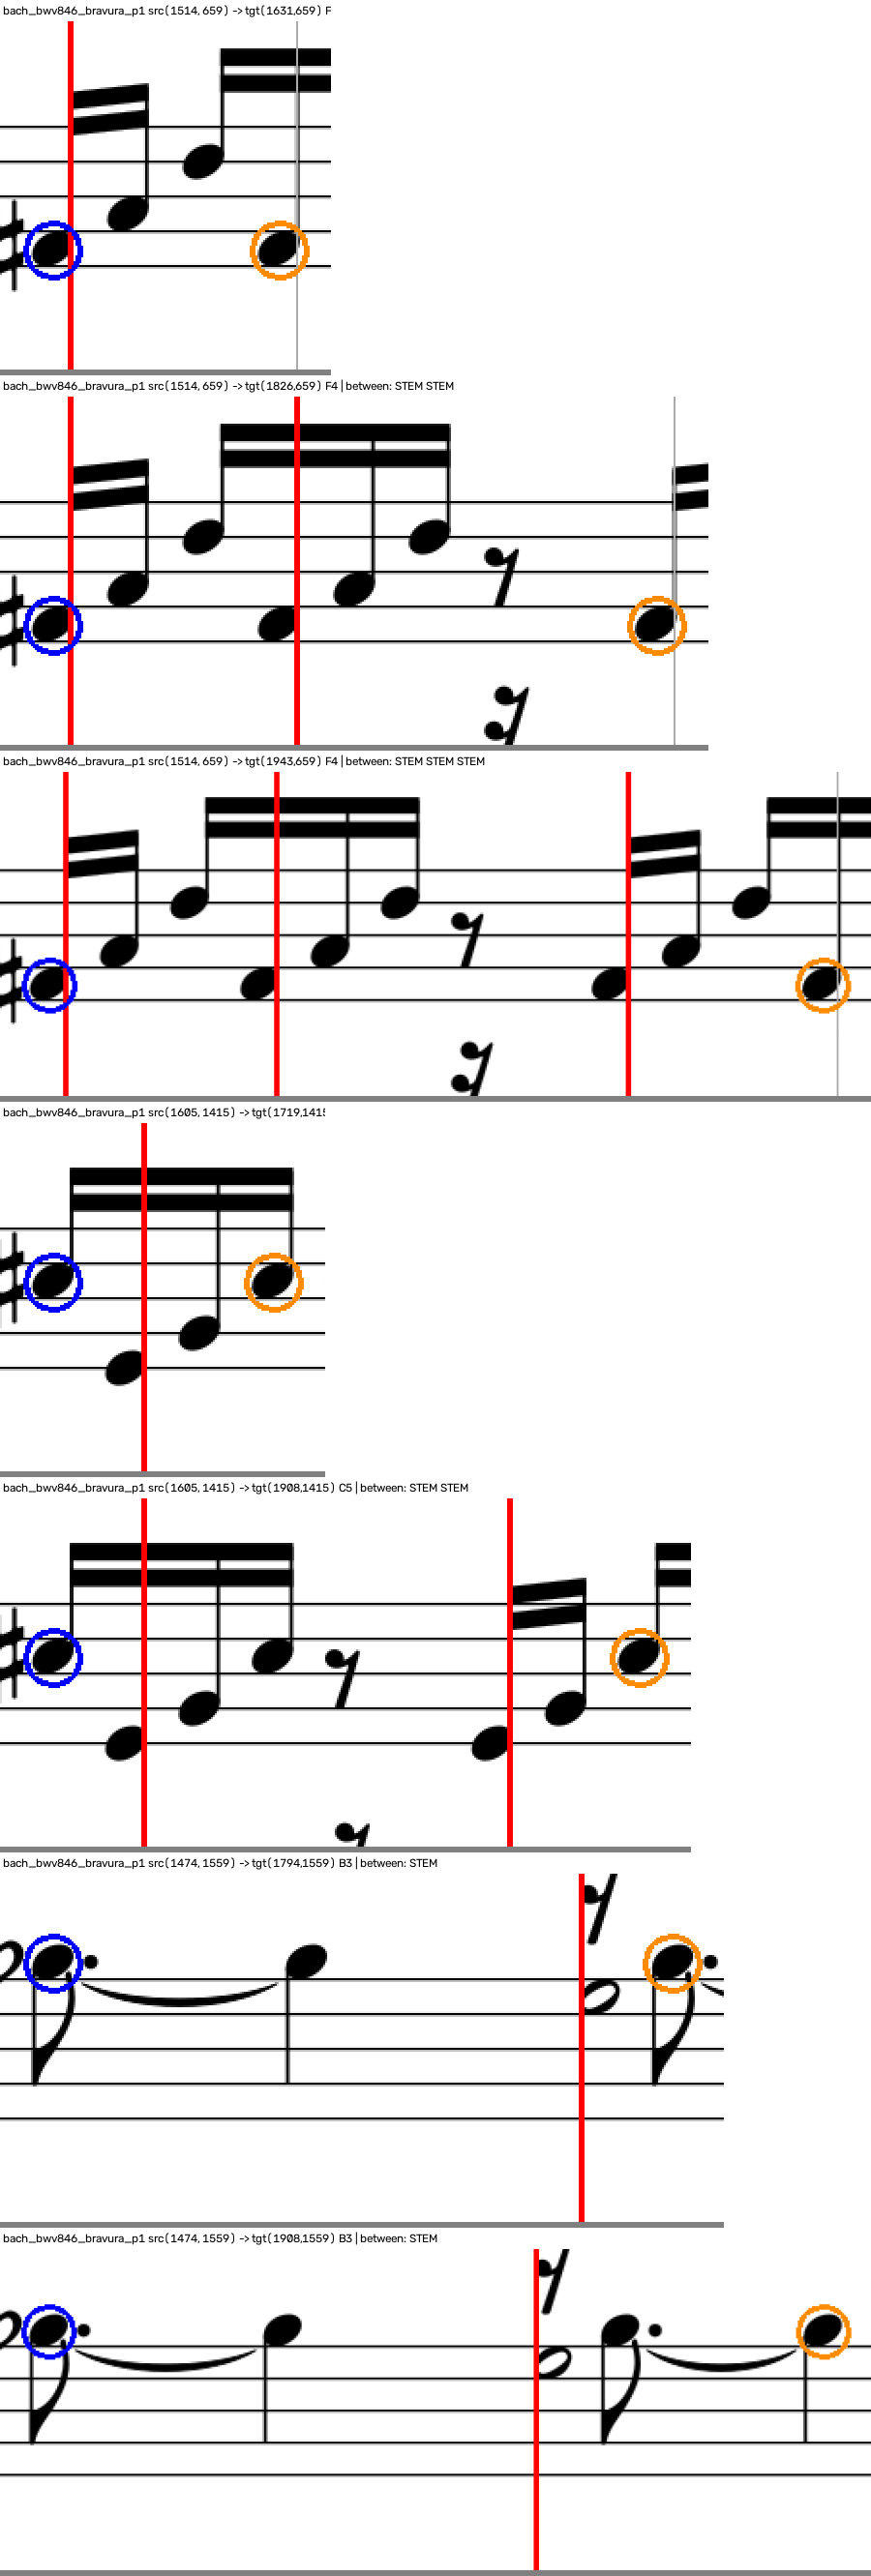 bach_bwv846_bravura_p1 src(1514, 659) -> tgt(1631,659) F
bach_bwv846_bravura_p1 src(1514, 659) -> tgt(1826,659) F4 | between: STEM STEM
bach_bwv846_bravura_p1 src(1514, 659) -> tgt(1943,659) F4 | between: STEM STEM STEM
bach_bwv846_bravura_p1 src(1605, 1415) -> tgt(1719,1415
bach_bwv846_bravura_p1 src(1605, 1415) -> tgt(1908,1415) C5 | between: STEM STEM
bach_bwv846_bravura_p1 src(1474, 1559) -> tgt(1794,1559) B3 | between: STEM
bach_bwv846_bravura_p1 src(1474, 1559) -> tgt(1908,1559) B3 | between: STEM